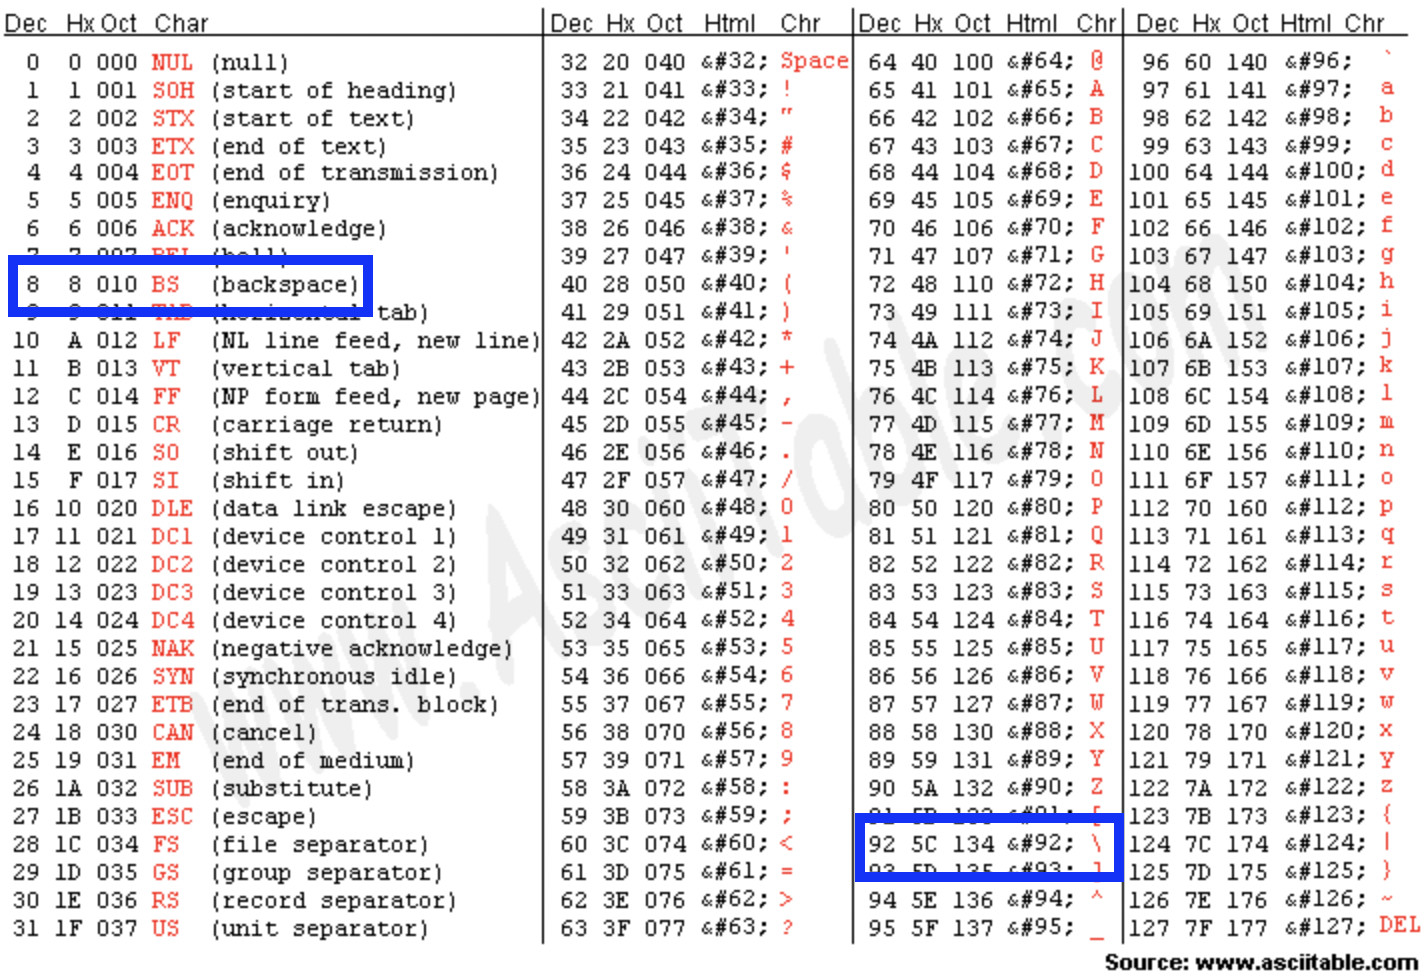 Dec Hx Oct Char Dec Hx Oct Html Chr Dec Hx Oct Html Chr Dec Hx Oct Html Chr
0 0 000 NUL (null) 32 20 040 &#32; Space 64 40 100 &#64; @ 96 60 140 &#96; `
1 1 001 SOH (start of heading) 33 21 041 &#33; ! 65 41 101 &#65; A 97 61 141 &#97; a
2 2 002 STX (start of text) 34 22 042 &#34; " 66 42 102 &#66; B 98 62 142 &#98; b
3 3 003 ETX (end of text) 35 23 043 &#35; # 67 43 103 &#67; C 99 63 143 &#99; c
4 4 004 EOT (end of transmission) 36 24 044 &#36; $ 68 44 104 &#68; D 100 64 144 &#100; d
5 5 005 ENQ (enquiry) 37 25 045 &#37; % 69 45 105 &#69; E 101 65 145 &#101; e
6 6 006 ACK (acknowledge) 38 26 046 &#38; & 70 46 106 &#70; F 102 66 146 &#102; f
7 7 007 BEL (bell) 39 27 047 &#39; ' 71 47 107 &#71; G 103 67 147 &#103; g
8 8 010 BS (backspace) 40 28 050 &#40; ( 72 48 110 &#72; H 104 68 150 &#104; h
9 9 011 TAB (horizontal tab) 41 29 051 &#41; ) 73 49 111 &#73; I 105 69 151 &#105; i
10 A 012 LF (NL line feed, new line) 42 2A 052 &#42; * 74 4A 112 &#74; J 106 6A 152 &#106; j
11 B 013 VT (vertical tab) 43 2B 053 &#43; + 75 4B 113 &#75; K 107 6B 153 &#107; k
12 C 014 FF (NP form feed, new page) 44 2C 054 &#44; , 76 4C 114 &#76; L 108 6C 154 &#108; l
13 D 015 CR (carriage return) 45 2D 055 &#45; - 77 4D 115 &#77; M 109 6D 155 &#109; m
14 E 016 SO (shift out) 46 2E 056 &#46; . 78 4E 116 &#78; N 110 6E 156 &#110; n
15 F 017 SI (shift in) 47 2F 057 &#47; / 79 4F 117 &#79; O 111 6F 157 &#111; o
16 10 020 DLE (data link escape) 48 30 060 &#48; 0 80 50 120 &#80; P 112 70 160 &#112; p
17 11 021 DC1 (device control 1) 49 31 061 &#49; 1 81 51 121 &#81; Q 113 71 161 &#113; q
18 12 022 DC2 (device control 2) 50 32 062 &#50; 2 82 52 122 &#82; R 114 72 162 &#114; r
19 13 023 DC3 (device control 3) 51 33 063 &#51; 3 83 53 123 &#83; S 115 73 163 &#115; s
20 14 024 DC4 (device control 4) 52 34 064 &#52; 4 84 54 124 &#84; T 116 74 164 &#116; t
21 15 025 NAK (negative acknowledge) 53 35 065 &#53; 5 85 55 125 &#85; U 117 75 165 &#117; u
22 16 026 SYN (synchronous idle) 54 36 066 &#54; 6 86 56 126 &#86; V 118 76 166 &#118; v
23 17 027 ETB (end of trans. block) 55 37 067 &#55; 7 87 57 127 &#87; W 119 77 167 &#119; w
24 18 030 CAN (cancel) 56 38 070 &#56; 8 88 58 130 &#88; X 120 78 170 &#120; x
25 19 031 EM (end of medium) 57 39 071 &#57; 9 89 59 131 &#89; Y 121 79 171 &#121; y
26 1A 032 SUB (substitute) 58 3A 072 &#58; : 90 5A 132 &#90; Z 122 7A 172 &#122; z
27 1B 033 ESC (escape) 59 3B 073 &#59; ; 91 5B 133 &#91; [ 123 7B 173 &#123; {
28 1C 034 FS (file separator) 60 3C 074 &#60; < 92 5C 134 &#92; \ 124 7C 174 &#124; |
29 1D 035 GS (group separator) 61 3D 075 &#61; = 93 5D 135 &#93; ] 125 7D 175 &#125; }
30 1E 036 RS (record separator) 62 3E 076 &#62; > 94 5E 136 &#94; ^ 126 7E 176 &#126; ~
31 1F 037 US (unit separator) 63 3F 077 &#63; ? 95 5F 137 &#95; _ 127 7F 177 &#127; DEL
www.AsciiTable.com
Source: www.asciitable.com